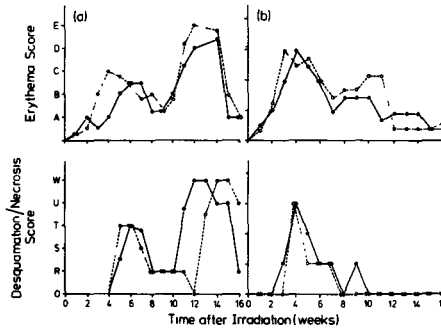 (a)
(b)
Erythema Score
E
D
C
B
A
Desquamation/Necrosis
Score
W
U
T
S
R
O
0 2 4 6 8 10 12 14 16 0 2 4 6 8 10 12 14 16
Time after Irradiation (weeks)